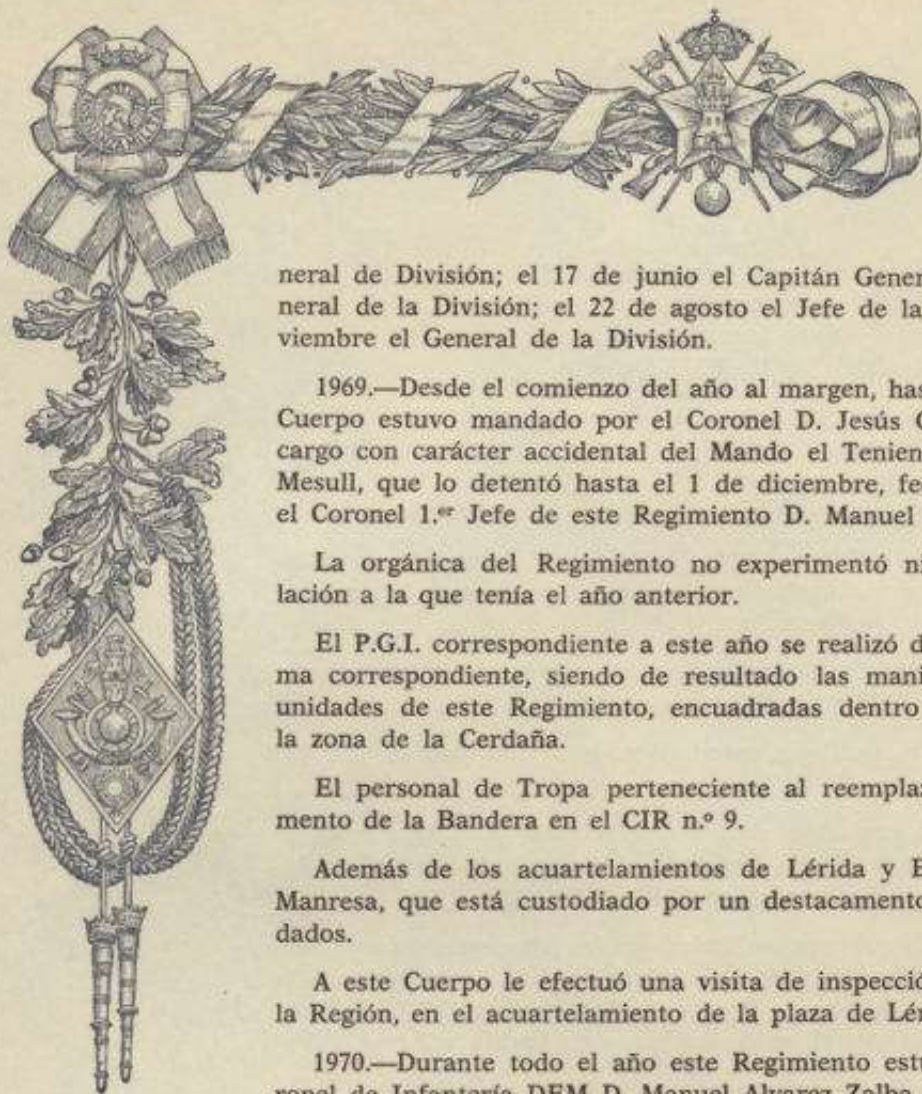 neral de División; el 17 de junio el Capitán Gener
neral de la División; el 22 de agosto el Jefe de la
viembre el General de la División.
1969.—Desde el comienzo del año al margen, has
Cuerpo estuvo mandado por el Coronel D. Jesús
cargo con carácter accidental del Mando el Tenien
Mesull, que lo detentó hasta el 1 de diciembre, fe
el Coronel 1.er Jefe de este Regimiento D. Manuel
La orgánica del Regimiento no experimentó ni
lación a la que tenía el año anterior.
El P.G.I. correspondiente a este año se realizó d
ma correspondiente, siendo de resultado las mani
unidades de este Regimiento, encuadradas dentro
la zona de la Cerdaña.
El personal de Tropa perteneciente al reemplaz
mento de la Bandera en el CIR n.º 9.
Además de los acuartelamientos de Lérida y B
Manresa, que está custodiado por un destacamento
dados.
A este Cuerpo le efectuó una visita de inspecció
la Región, en el acuartelamiento de la plaza de Lér
1970.—Durante todo el año este Regimiento estu
ronel de Infantería DEM D. Manuel Alvarez Zalba